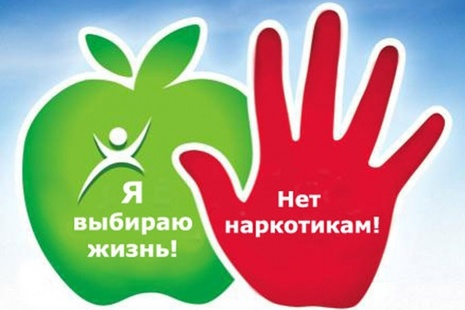 Я
выбираю
жизнь!
Нет
наркотикам!